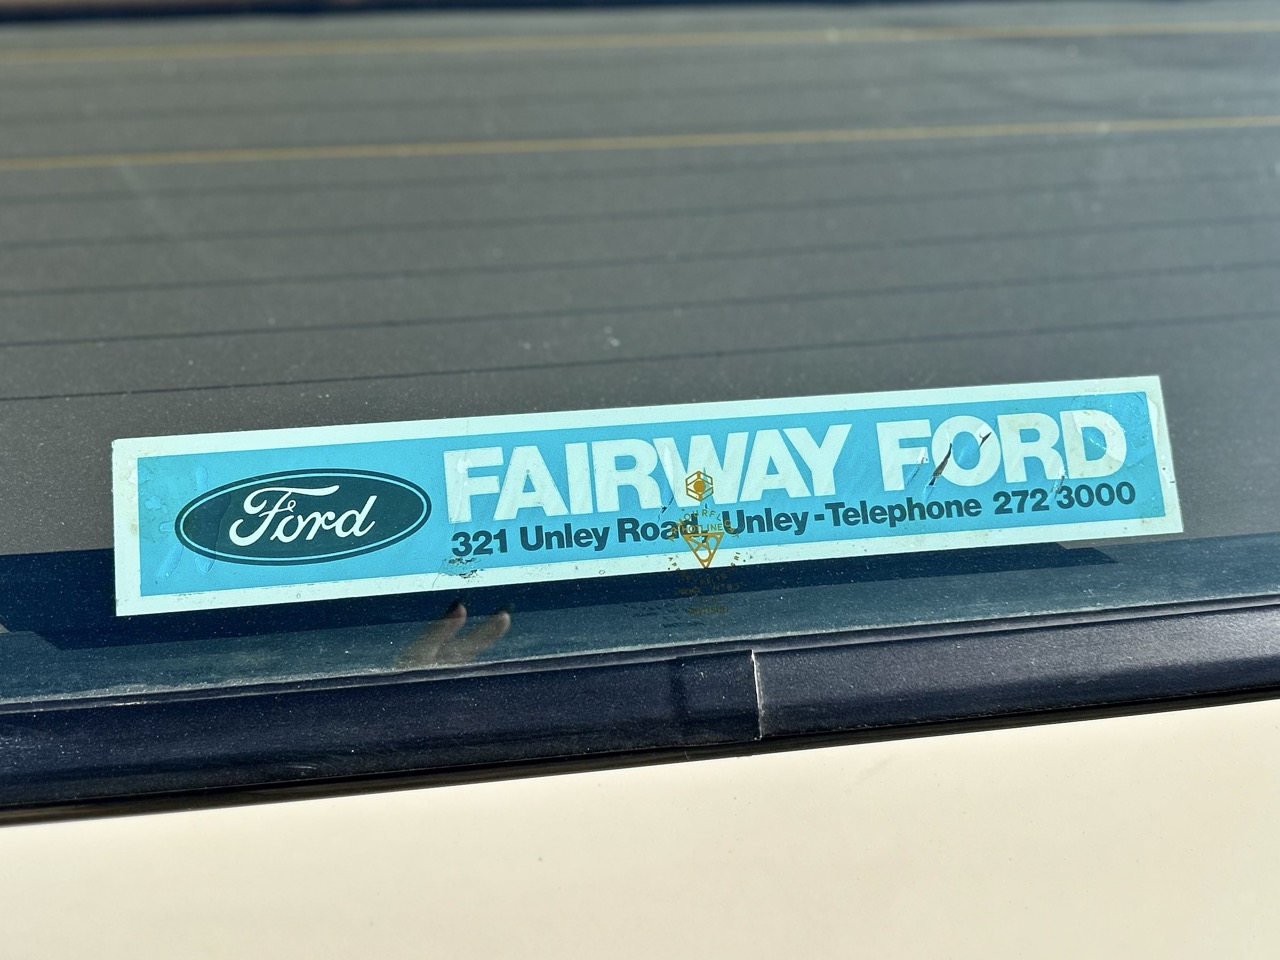 Ford
FAIRWAY FORD
321 Unley Road, Unley-Telephone 272 3000